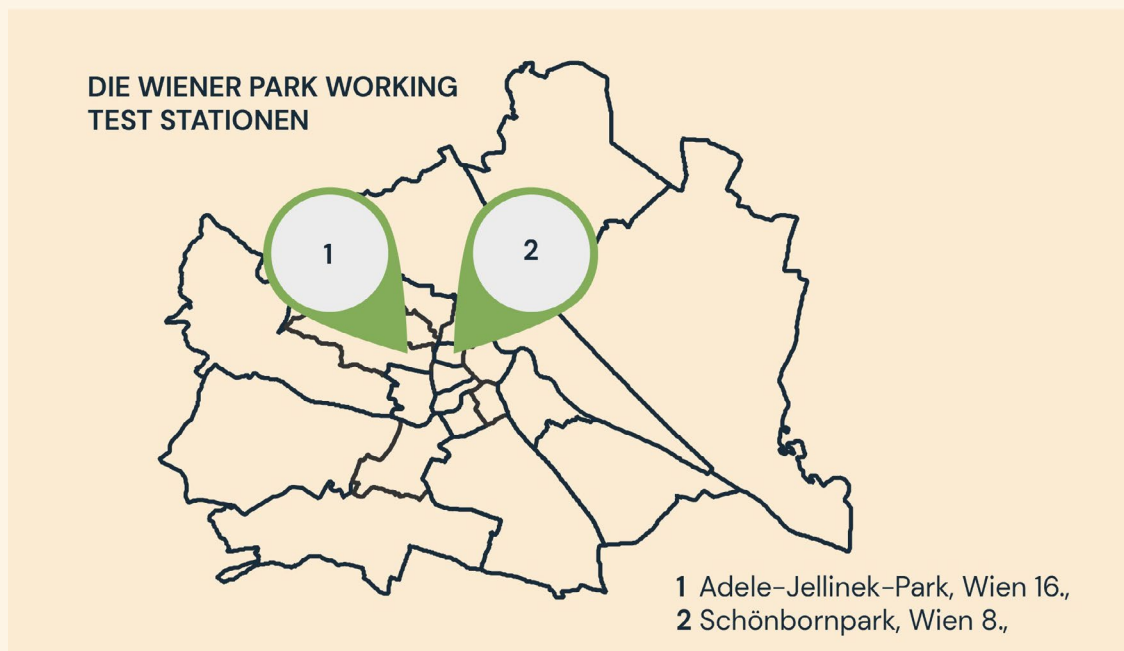 DIE WIENER PARK WORKING
TEST STATIONEN
1
2
1 Adele-Jellinek-Park, Wien 16.,
2 Schönbornpark, Wien 8.,